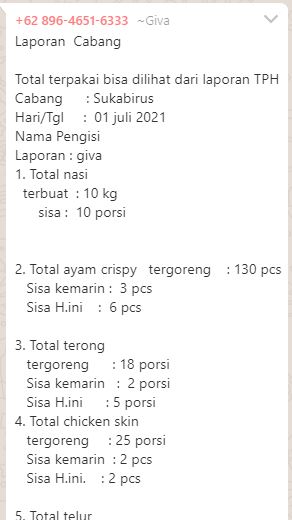 +62 896-4651-6333 ~Giva
Laporan Cabang
Total terpakai bisa dilihat dari laporan TPH
Cabang : Sukabirus
Hari/Tgl : 01 juli 2021
Nama Pengisi
Laporan : giva
1. Total nasi
terbuat : 10 kg
sisa : 10 porsi
2. Total ayam crispy tergoreng : 130 pcs
Sisa kemarin : 3 pcs
Sisa H.ini : 6 pcs
3. Total terong
tergoreng : 18 porsi
Sisa kemarin : 2 porsi
Sisa H.ini : 5 porsi
4. Total chicken skin
tergoreng : 25 porsi
Sisa kemarin : 2 pcs
Sisa H.ini. : 2 pcs
5. Total telur